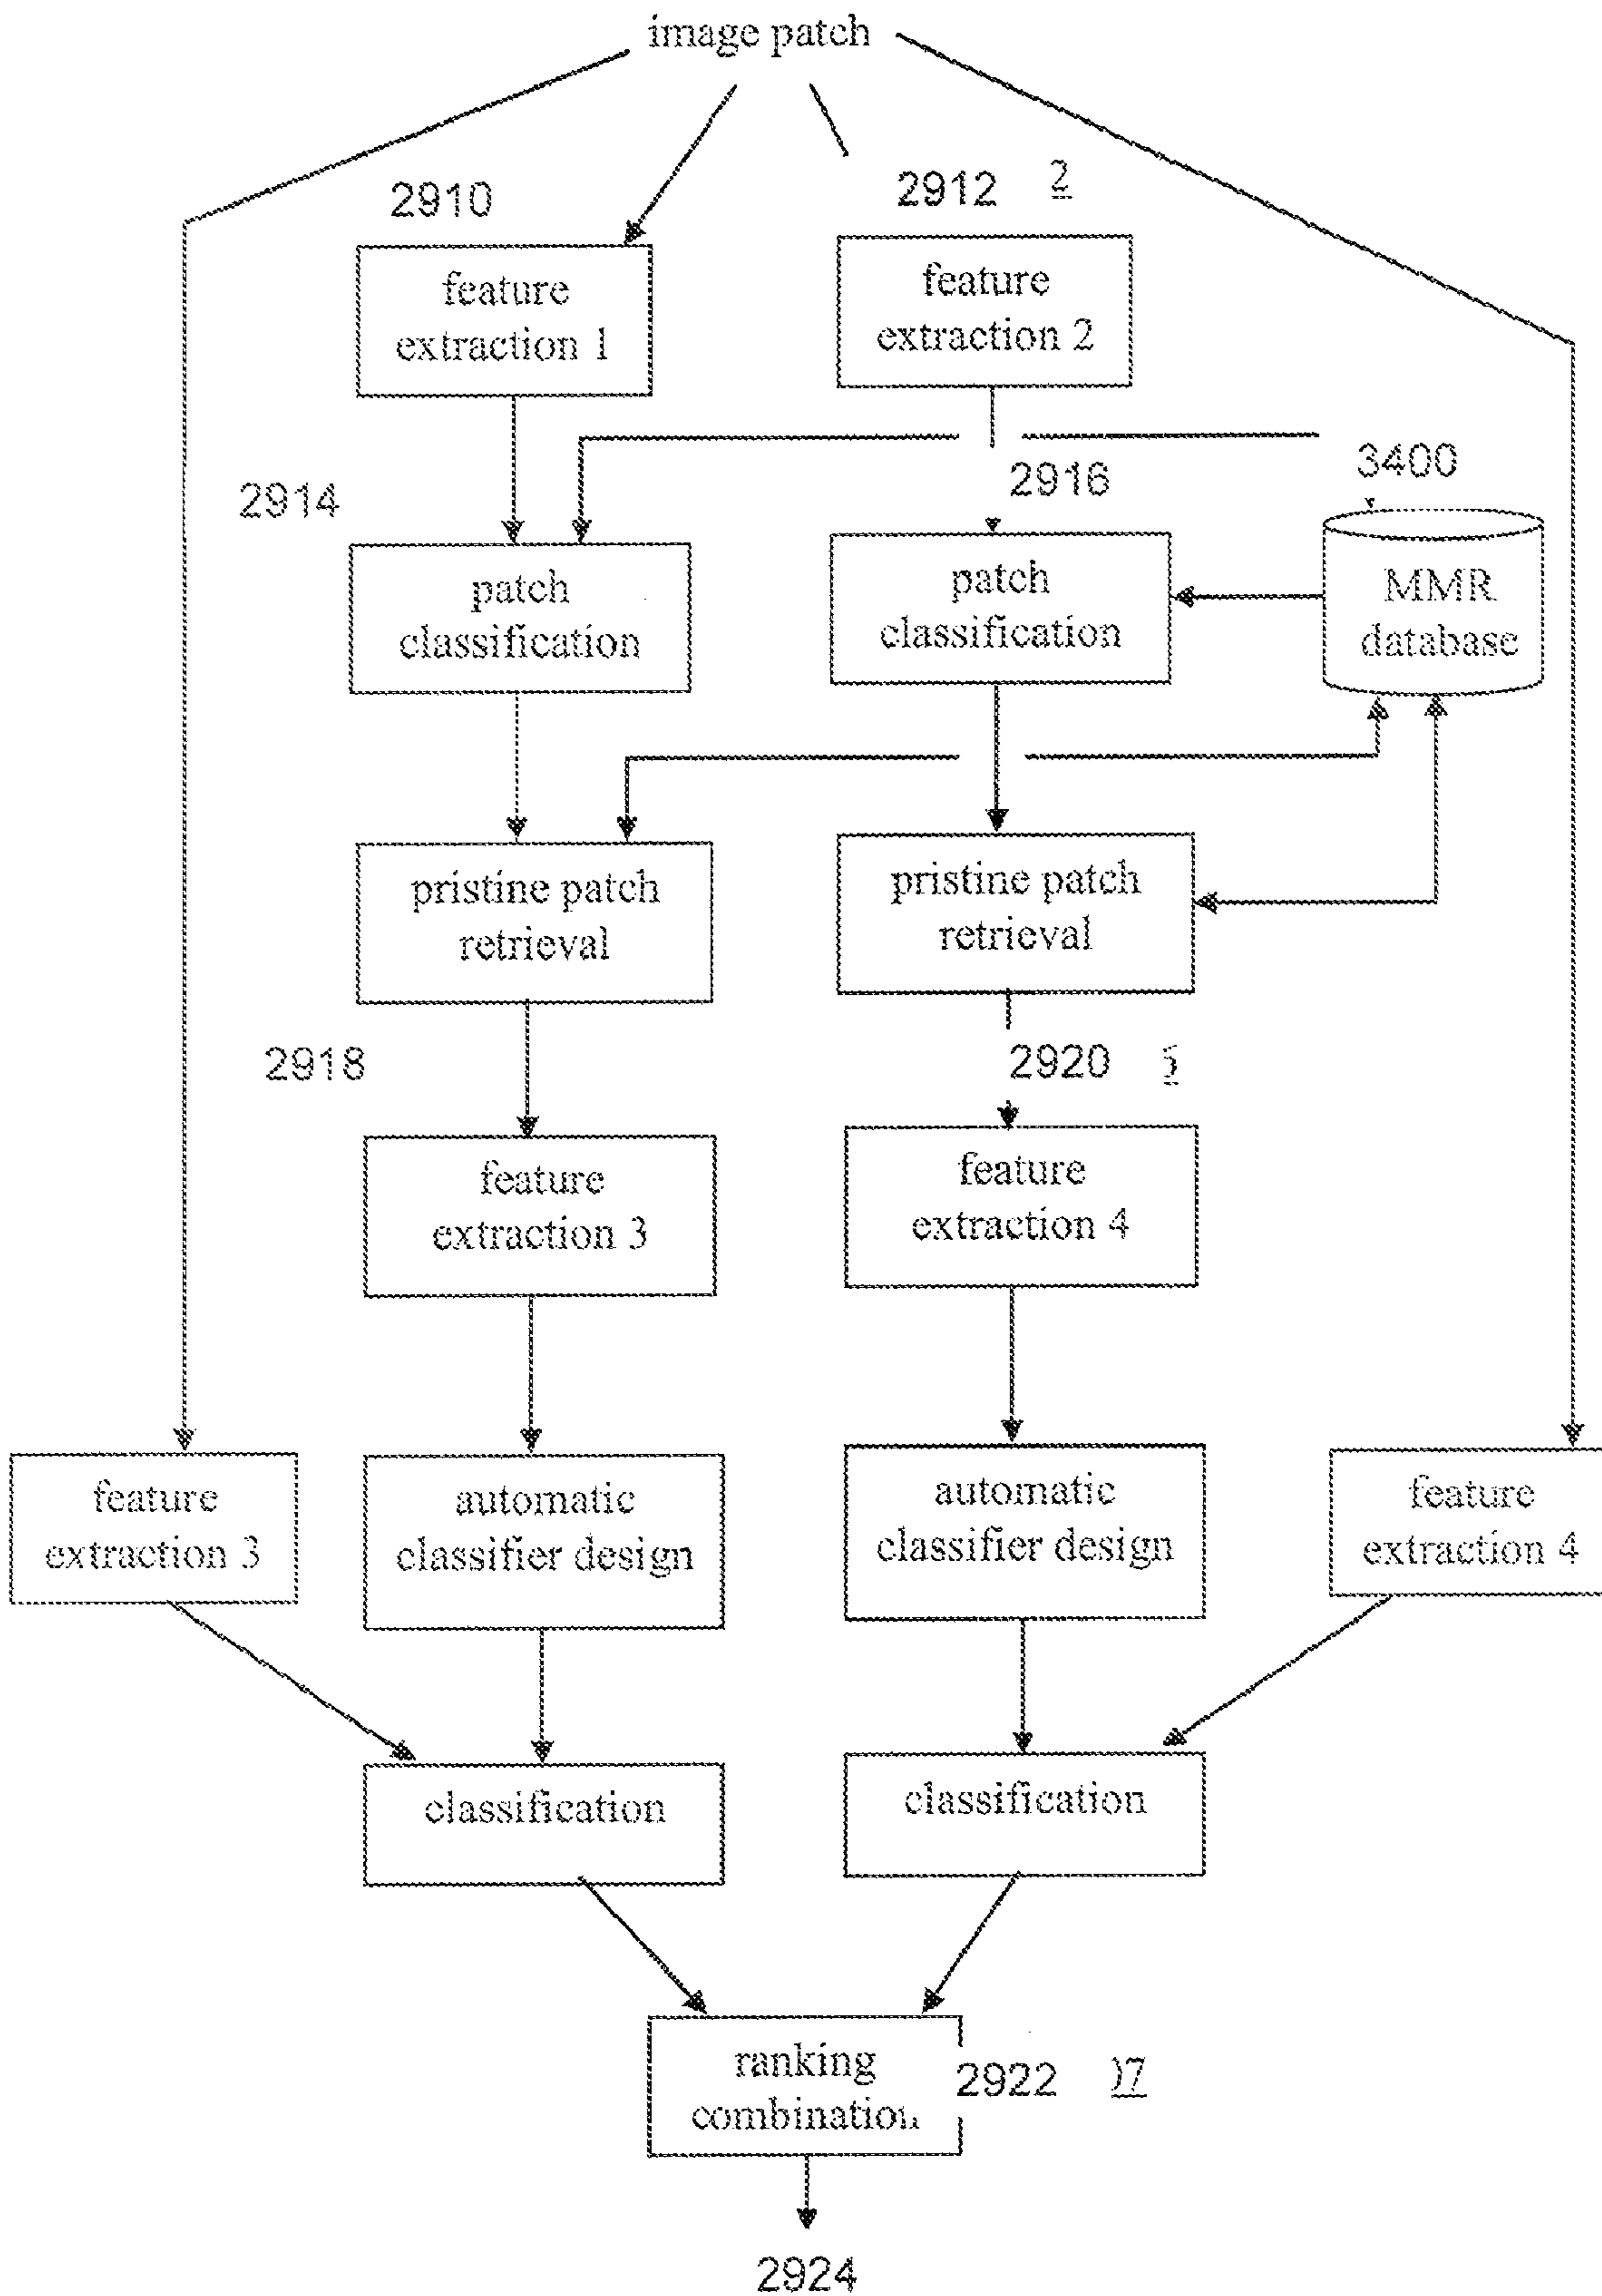 image patch
2910
2912 2
feature
extraction 1
feature
extraction 2
2914
2916
3400
patch
classification
patch
classification
MMR
database
pristine patch
retrieval
pristine patch
retrieval
2918
2920
feature
extraction 3
feature
extraction 4
feature
extraction 3
automatic
classifier design
automatic
classifier design
feature
extraction 4
classification
classification
ranking
combination
2922
2924